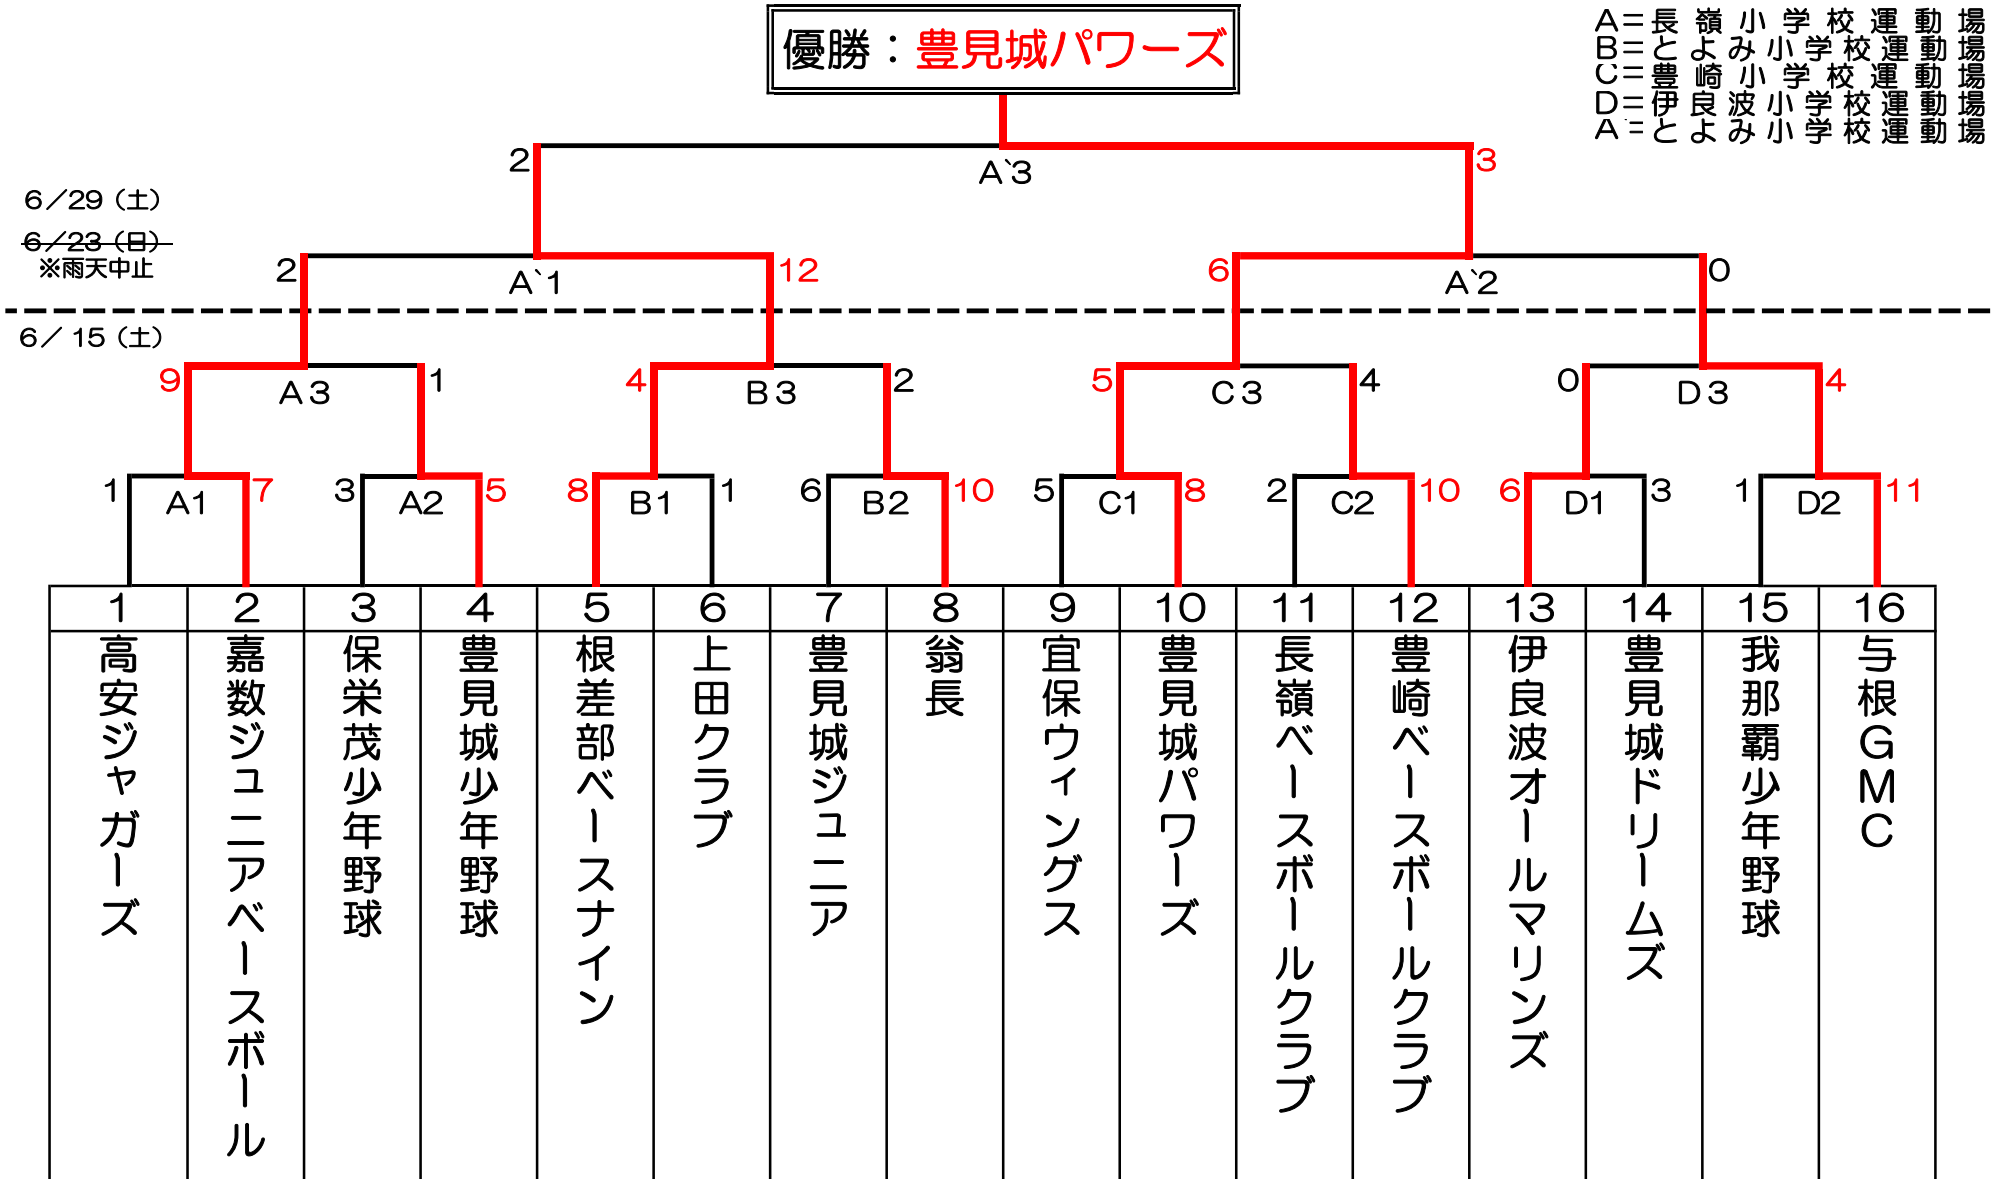 優勝：豊見城パワーズ
A＝長嶺小学校運動場
B＝とよみ小学校運動場
C＝豊崎小学校運動場
D＝伊良波小学校運動場
A`＝とよみ小学校運動場
2 A`3 3
6／29（土）
6／23（日）
※雨天中止
2 A`1 12 6 A`2 0
6／15（土）
9 A3 1 4 B3 2 5 C3 4 0 D3 4
1 A1 7 3 A2 5 8 B1 1 6 B2 10 5 C1 8 2 C2 10 6 D1 3 1 D2 11
1 2 3 4 5 6 7 8 9 10 11 12 13 14 15 16
高安ジャガーズ
嘉数ジュニアベースボール
保栄茂少年野球
豊見城少年野球
根差部ベースナイン
上田クラブ
豊見城ジュニア
翁長
宜保ウィングス
豊見城パワーズ
長嶺ベースボールクラブ
豊崎ベースボールクラブ
伊良波オールマリンズ
豊見城ドリームズ
我那覇少年野球
与根GMC